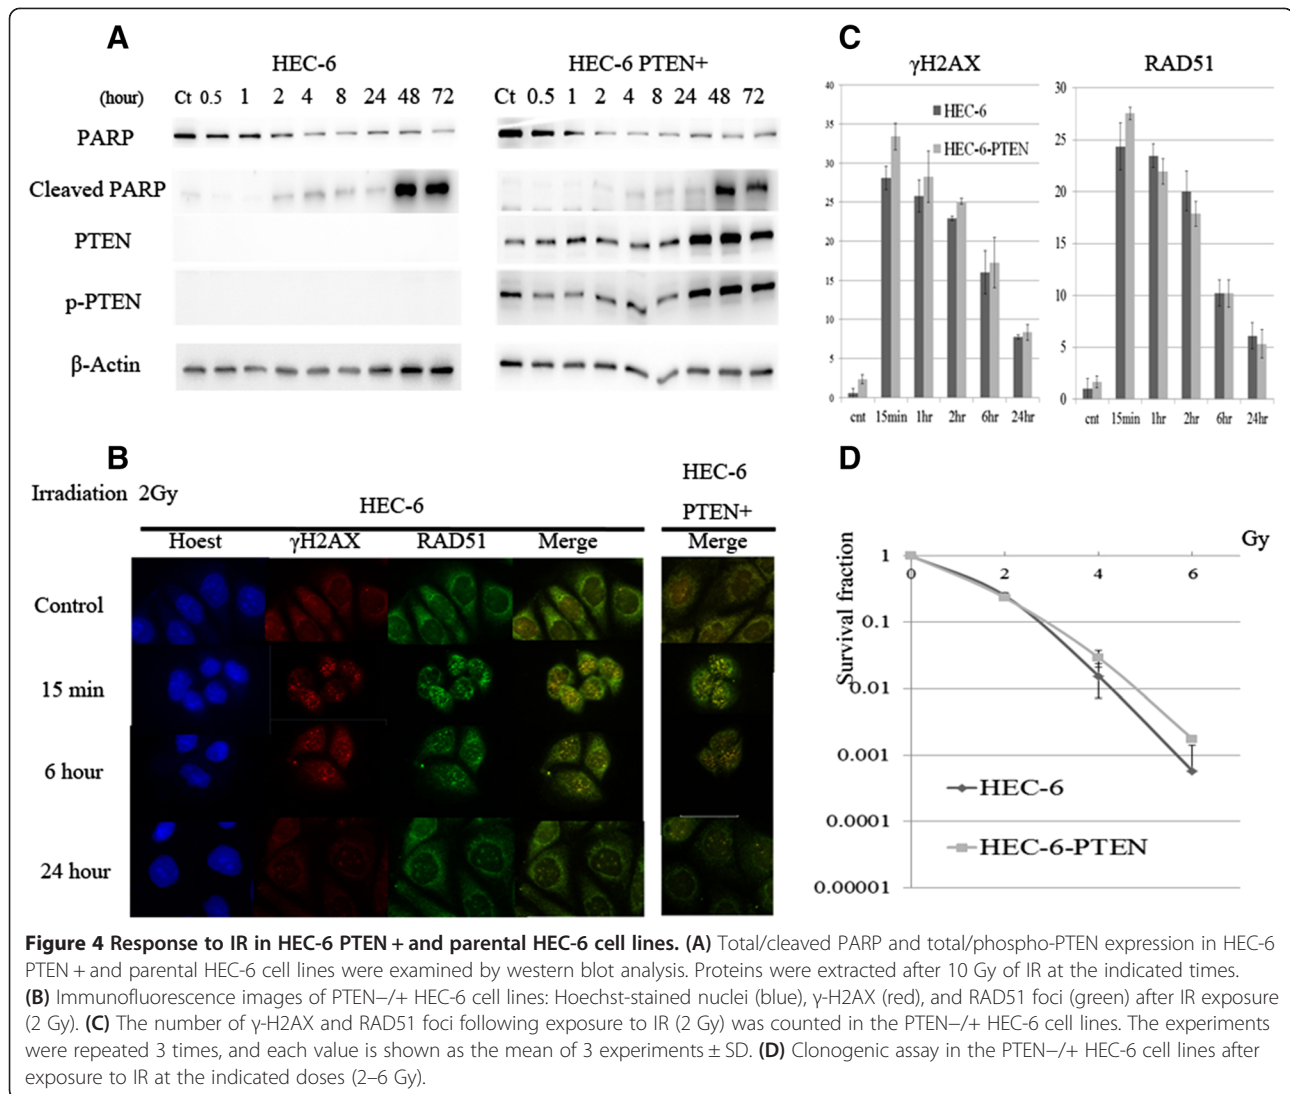 A
HEC-6
HEC-6 PTEN+
(hour) Ct 0.5 1 2 4 8 24 48 72
Ct 0.5 1 2 4 8 24 48 72
PARP
Cleaved PARP
PTEN
p-PTEN
β-Actin
C
γH2AX
RAD51
40
35
30
25
20
15
10
5
0
HEC-6
HEC-6-PTEN
cnt 15min 1hr 2hr 6hr 24hr
30
25
20
15
10
5
0
cnt 15min 1hr 2hr 6hr 24hr
B
Irradiation 2Gy
HEC-6
HEC-6
PTEN+
Hoest γH2AX RAD51 Merge
Merge
Control
15 min
6 hour
24 hour
D
Gy
Survival fraction
1
0.1
0.01
0.001
0.0001
0.00001
0 2 4 6
HEC-6
HEC-6-PTEN
Figure 4 Response to IR in HEC-6 PTEN + and parental HEC-6 cell lines. (A) Total/cleaved PARP and total/phospho-PTEN expression in HEC-6
PTEN + and parental HEC-6 cell lines were examined by western blot analysis. Proteins were extracted after 10 Gy of IR at the indicated times.
(B) Immunofluorescence images of PTEN−/+ HEC-6 cell lines: Hoechst-stained nuclei (blue), γ-H2AX (red), and RAD51 foci (green) after IR exposure
(2 Gy). (C) The number of γ-H2AX and RAD51 foci following exposure to IR (2 Gy) was counted in the PTEN−/+ HEC-6 cell lines. The experiments
were repeated 3 times, and each value is shown as the mean of 3 experiments ± SD. (D) Clonogenic assay in the PTEN−/+ HEC-6 cell lines after
exposure to IR at the indicated doses (2–6 Gy).